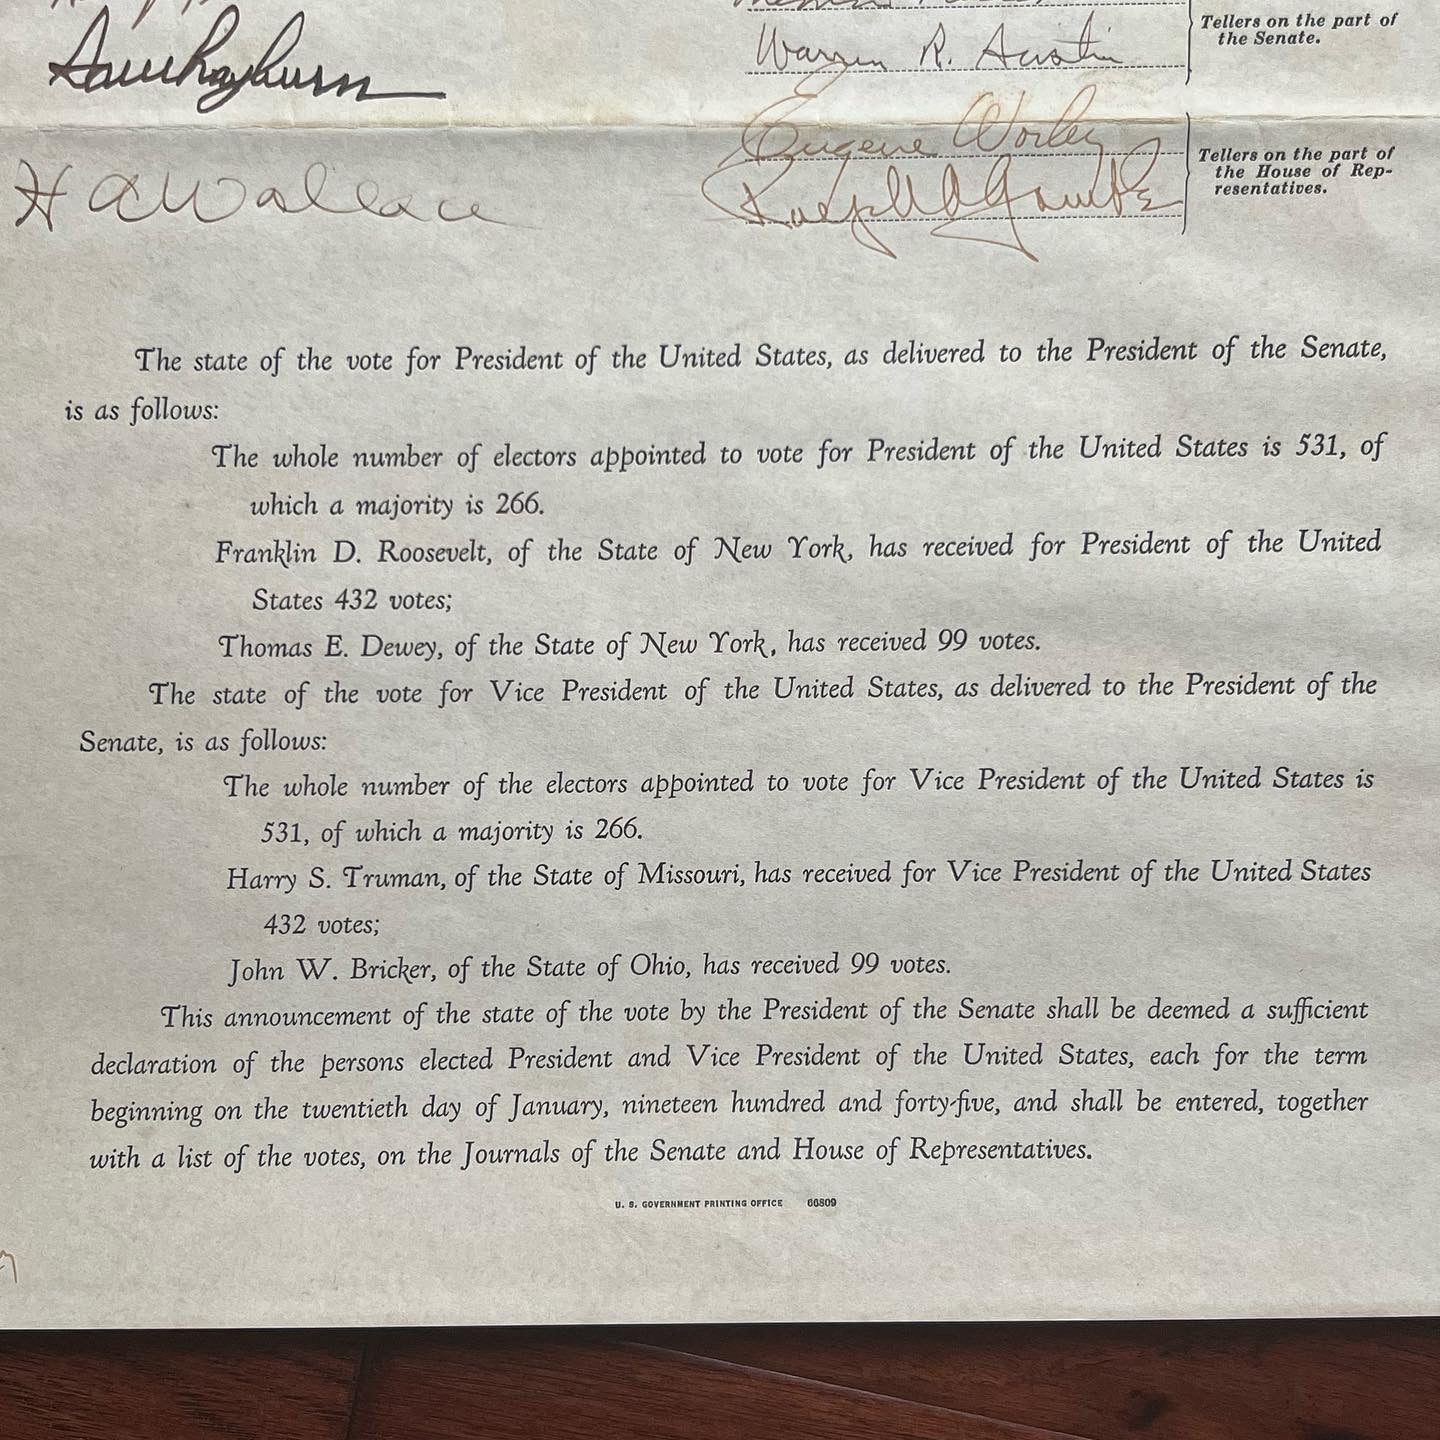 Tellers on the part of
the Senate.
Warren R. Austin
Sam Rayburn
Eugene Worley
Tellers on the part of
the House of Rep-
resentatives.
H A Wallace
Ralph A Gamble
The state of the vote for President of the United States, as delivered to the President of the Senate,
is as follows:
The whole number of electors appointed to vote for President of the United States is 531, of
which a majority is 266.
Franklin D. Roosevelt, of the State of New York, has received for President of the United
States 432 votes;
Thomas E. Dewey, of the State of New York, has received 99 votes.
The state of the vote for Vice President of the United States, as delivered to the President of the
Senate, is as follows:
The whole number of the electors appointed to vote for Vice President of the United States is
531, of which a majority is 266.
Harry S. Truman, of the State of Missouri, has received for Vice President of the United States
432 votes;
John W. Bricker, of the State of Ohio, has received 99 votes.
This announcement of the state of the vote by the President of the Senate shall be deemed a sufficient
declaration of the persons elected President and Vice President of the United States, each for the term
beginning on the twentieth day of January, nineteen hundred and forty-five, and shall be entered, together
with a list of the votes, on the Journals of the Senate and House of Representatives.
U. S. GOVERNMENT PRINTING OFFICE 66809